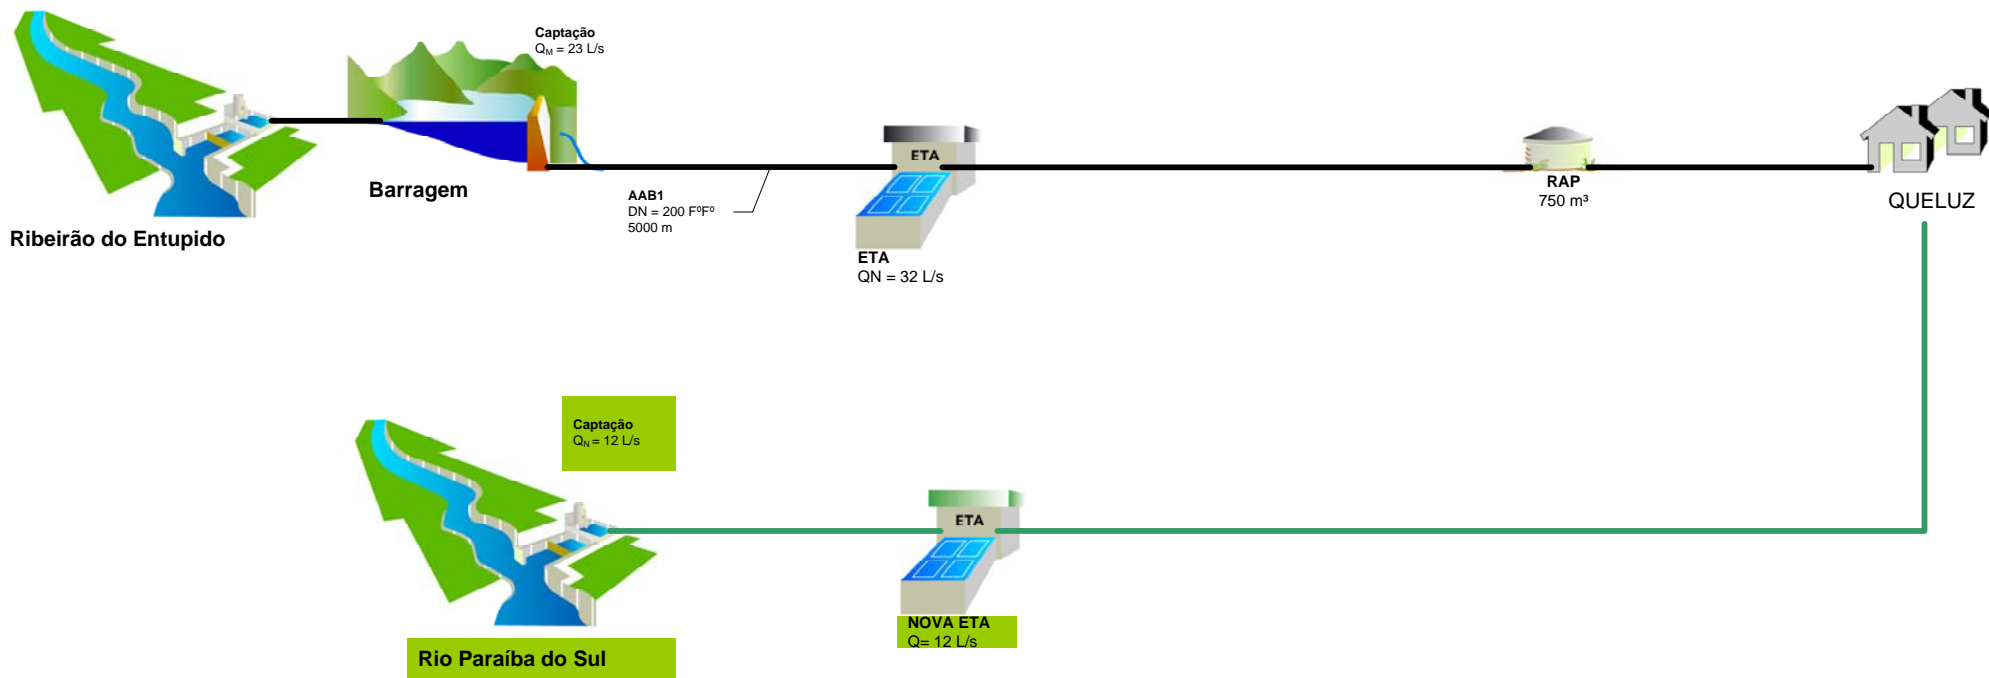 Captação
QM = 23 L/s
ETA
Barragem
AAB1
DN = 200 FºFº
5000 m
RAP
750 m³
QUELUZ
Ribeirão do Entupido
ETA
QN = 32 L/s
Captação
QN = 12 L/s
ETA
NOVA ETA
Q= 12 L/s
Rio Paraíba do Sul